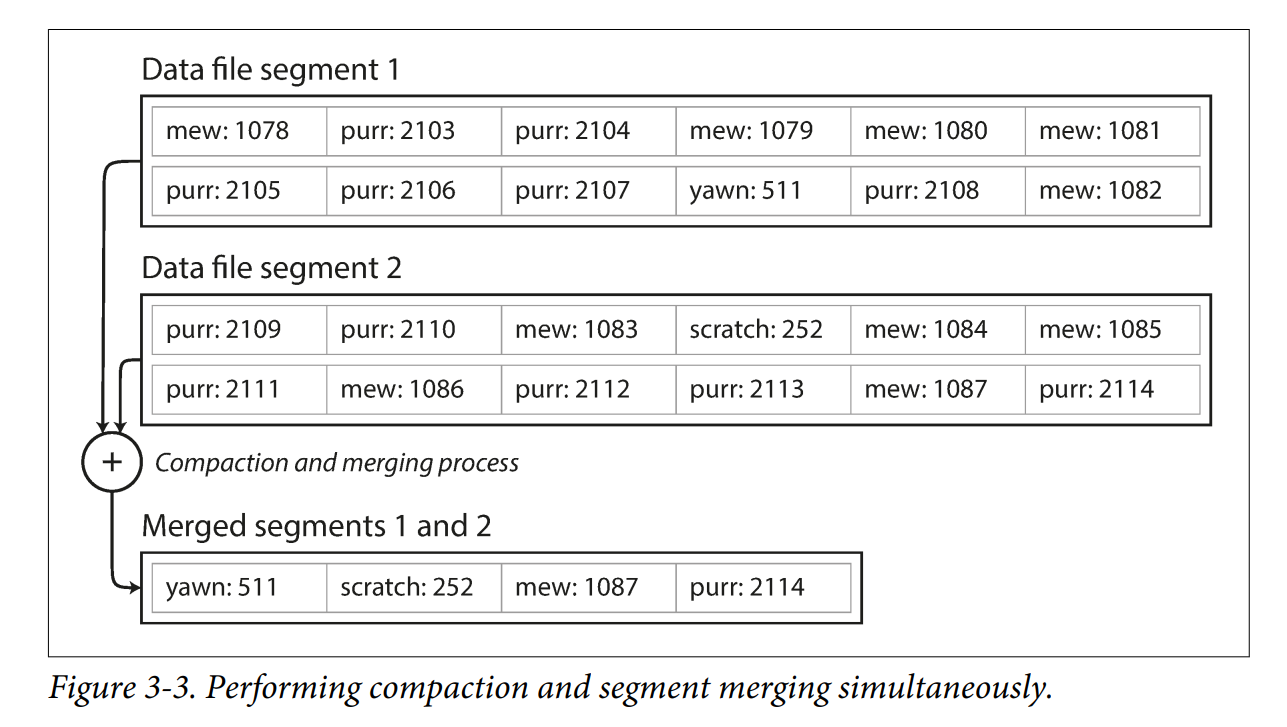 Data file segment 1
mew: 1078 purr: 2103 purr: 2104 mew: 1079 mew: 1080 mew: 1081
purr: 2105 purr: 2106 purr: 2107 yawn: 511 purr: 2108 mew: 1082
Data file segment 2
purr: 2109 purr: 2110 mew: 1083 scratch: 252 mew: 1084 mew: 1085
purr: 2111 mew: 1086 purr: 2112 purr: 2113 mew: 1087 purr: 2114
+ Compaction and merging process
Merged segments 1 and 2
yawn: 511 scratch: 252 mew: 1087 purr: 2114
Figure 3-3. Performing compaction and segment merging simultaneously.